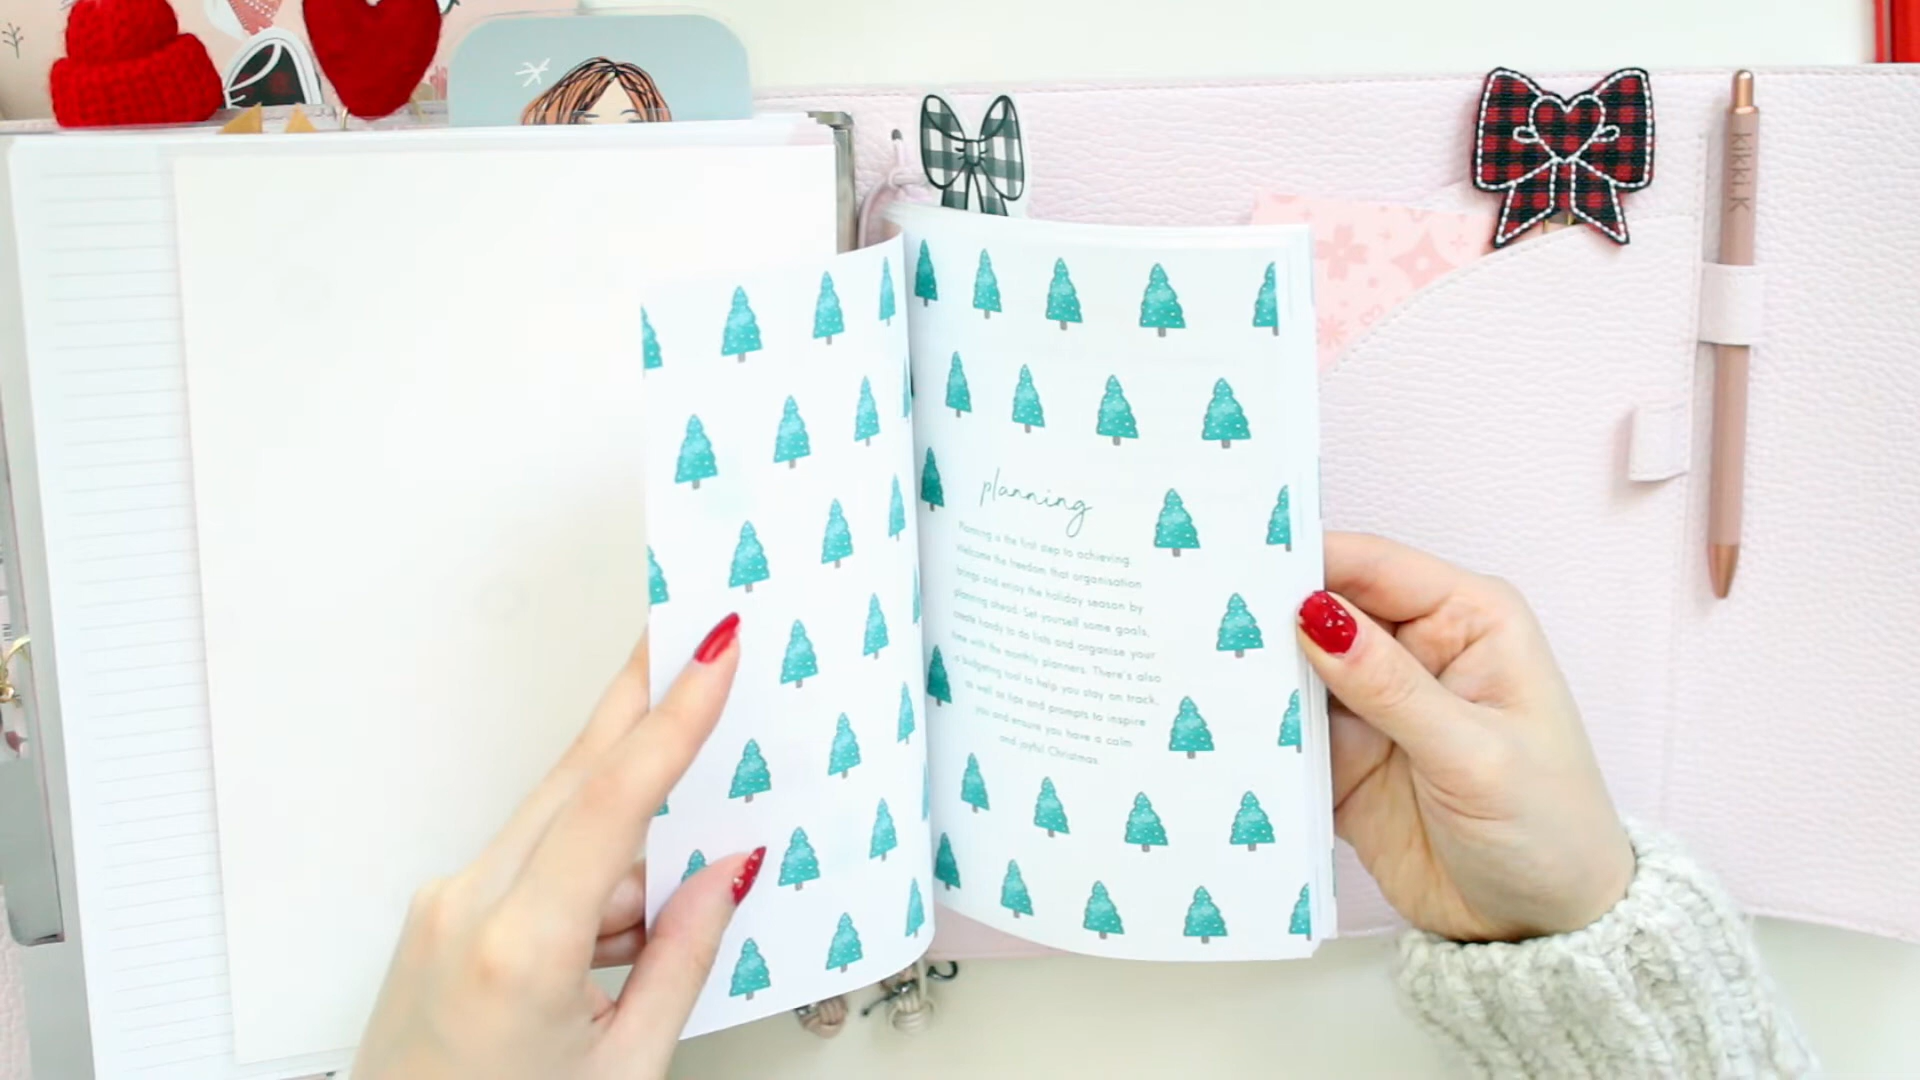 planning
Planning is the first step to achieving.
Welcome the freedom that organisation
brings and enjoy the holiday season by
planning ahead. Set yourself some goals,
create handy to do lists and organise your
time with the monthly planners. There's also
a budgeting tool to help you stay on track,
as well as tips and prompts to inspire
you and ensure you have a calm
and joyful Christmas.
kikki.K